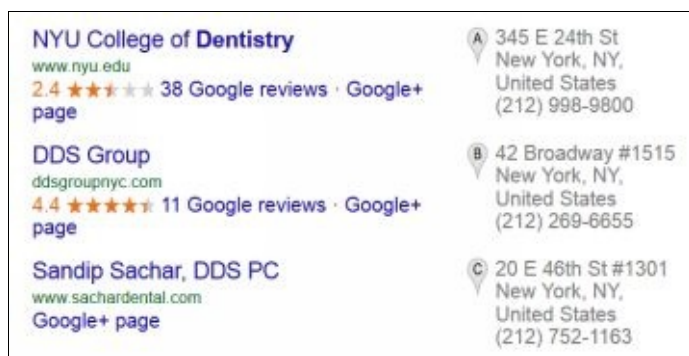 NYU College of Dentistry
www.nyu.edu
2.4 38 Google reviews · Google+
page
A 345 E 24th St
New York, NY,
United States
(212) 998-9800
DDS Group
ddsgroupnyc.com
4.4 11 Google reviews · Google+
page
B 42 Broadway #1515
New York, NY,
United States
(212) 269-6655
Sandip Sachar, DDS PC
www.sachardental.com
Google+ page
C 20 E 46th St #1301
New York, NY,
United States
(212) 752-1163